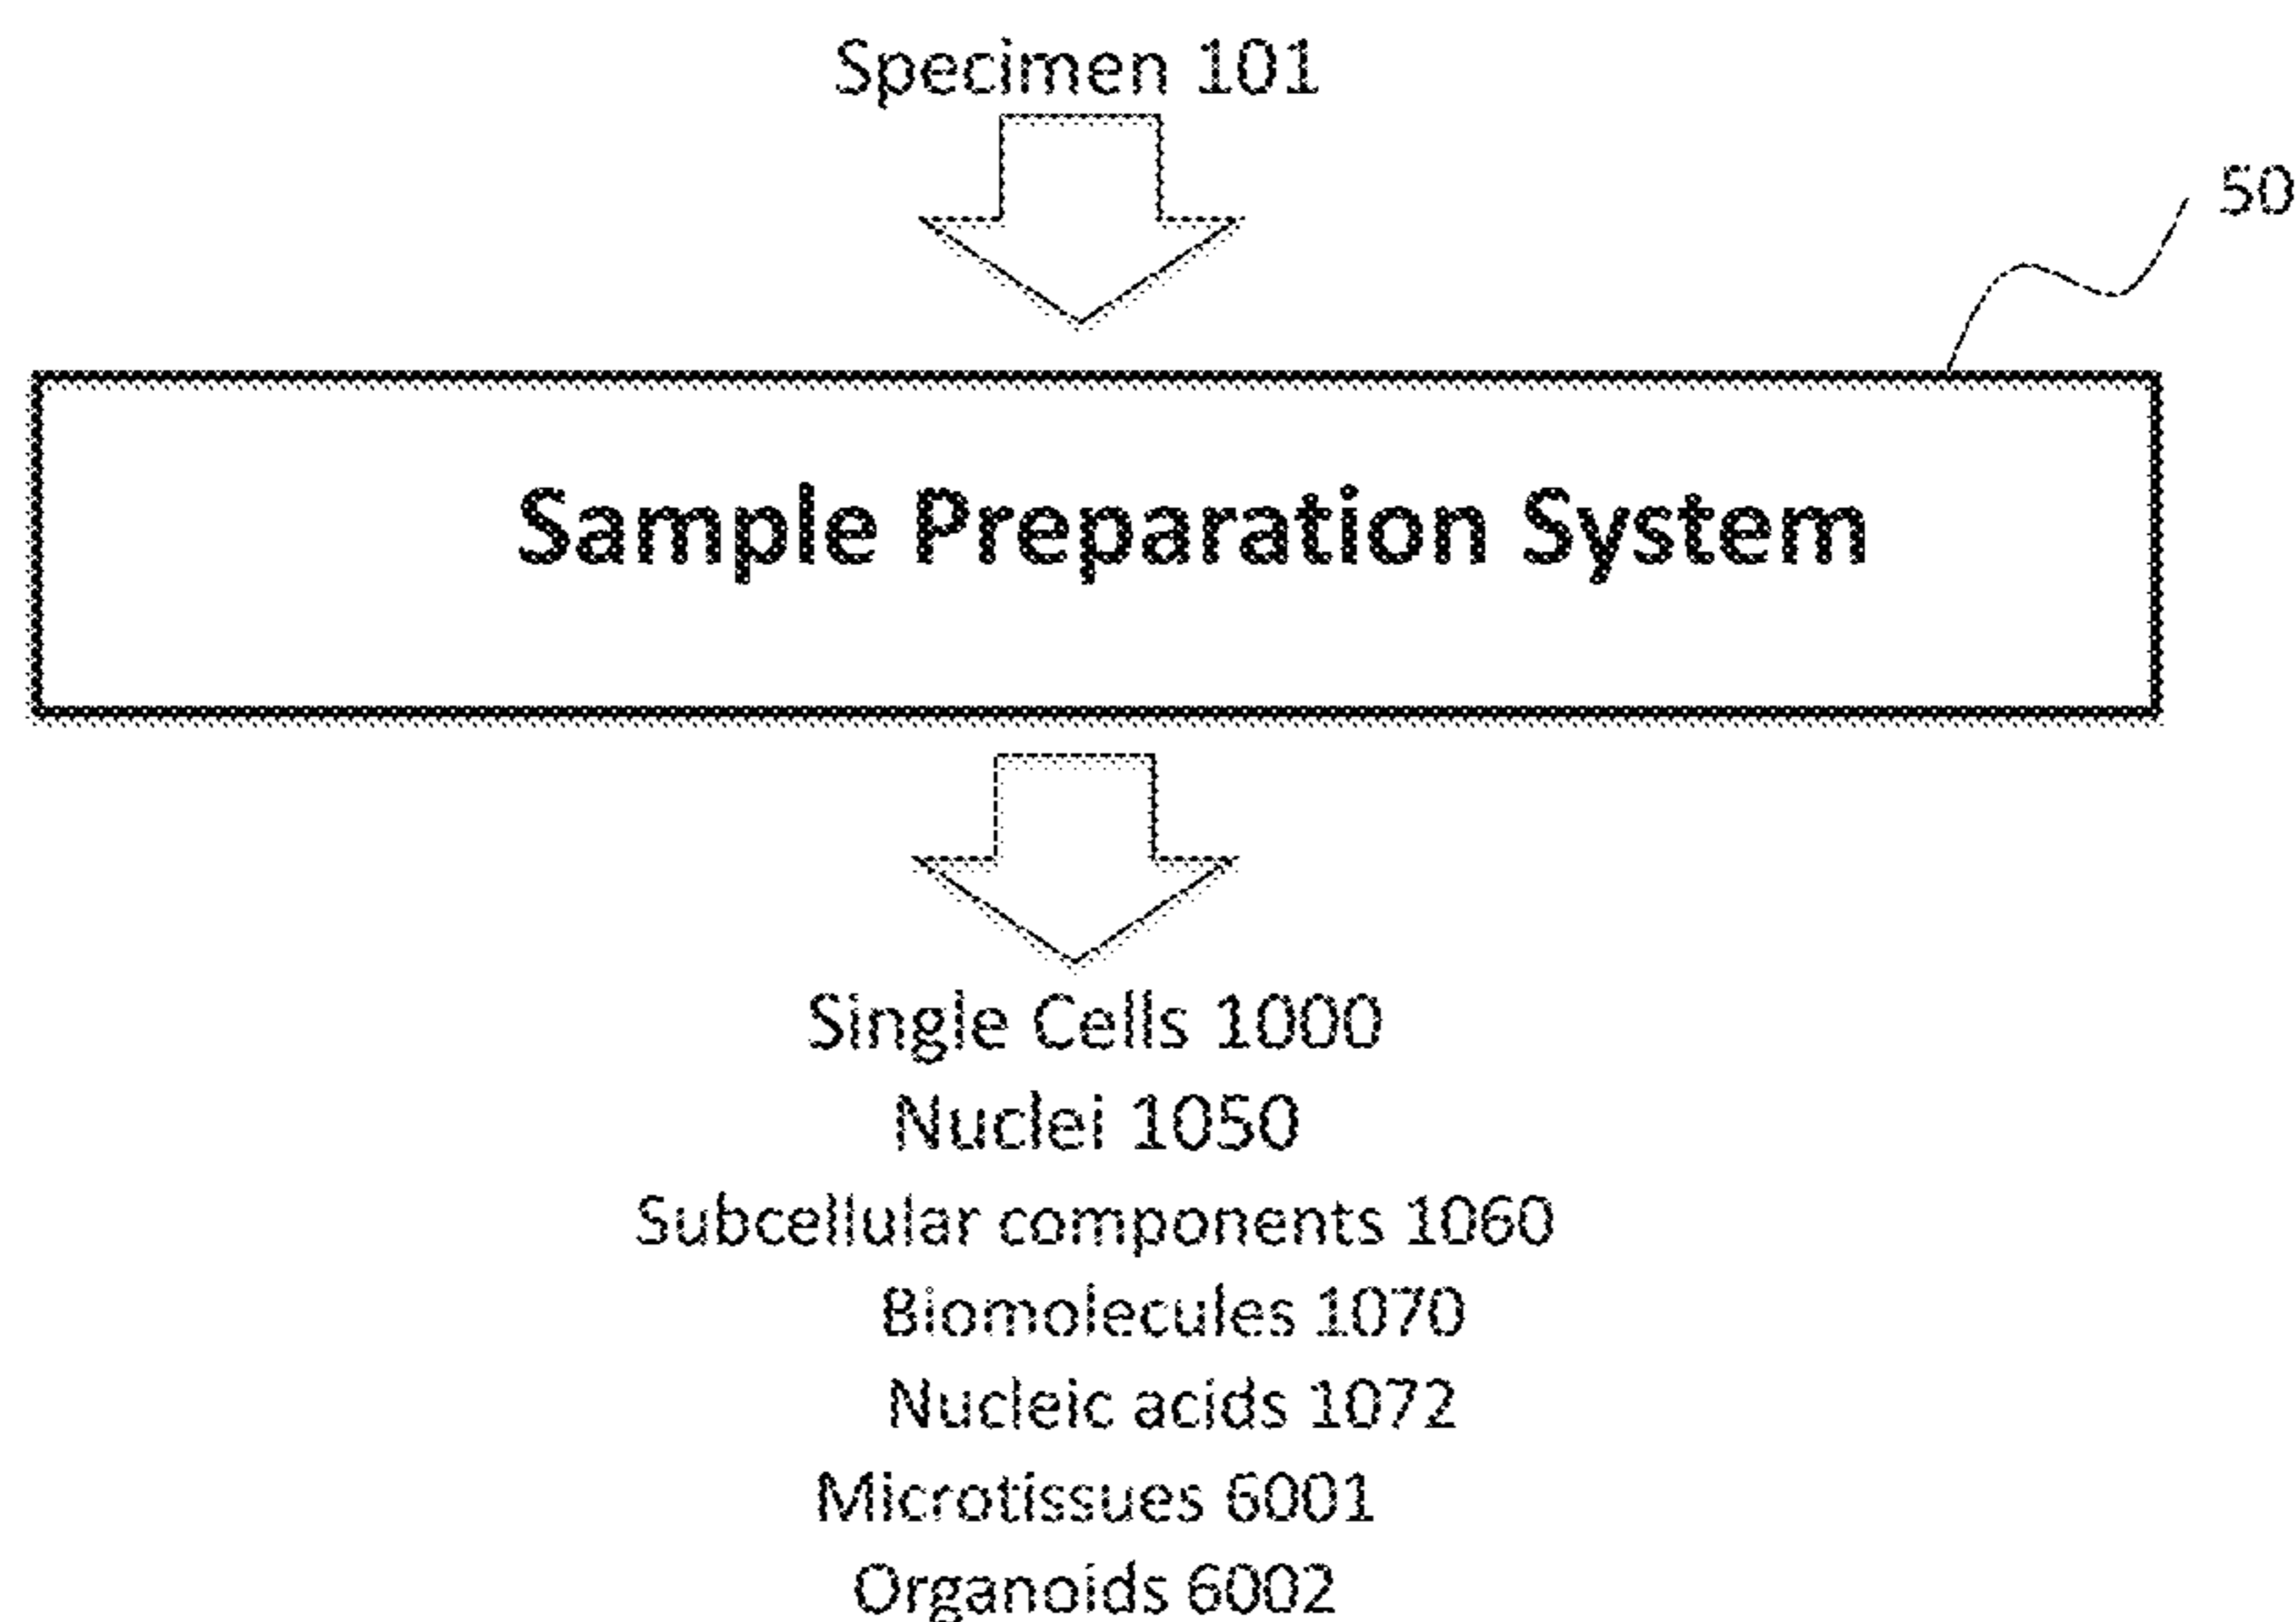 Specimen 101
50
Sample Preparation System
Single Cells 1000
Nuclei 1050
Subcellular components 1060
Biomolecules 1070
Nucleic acids 1072
Microtissues 6001
Organoids 6002